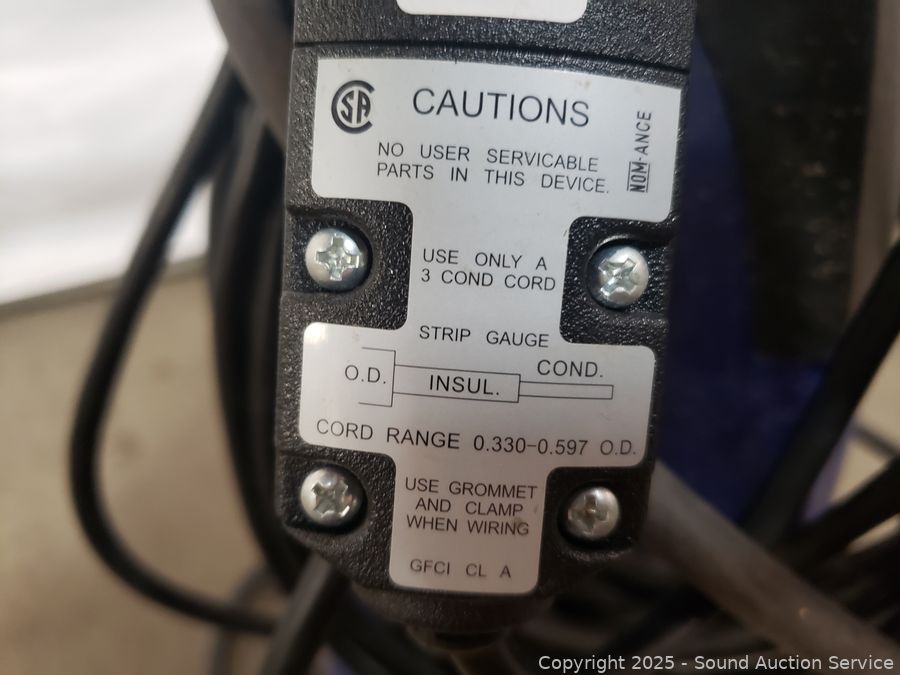 CSA
CAUTIONS
NOM-ANCE
NO USER SERVICABLE
PARTS IN THIS DEVICE.
USE ONLY A
3 COND CORD
STRIP GAUGE
O.D.
INSUL.
COND.
CORD RANGE 0.330-0.597 O.D.
USE GROMMET
AND CLAMP
WHEN WIRING
GFCI CL A
Copyright © 2025 - Sound Auction Service